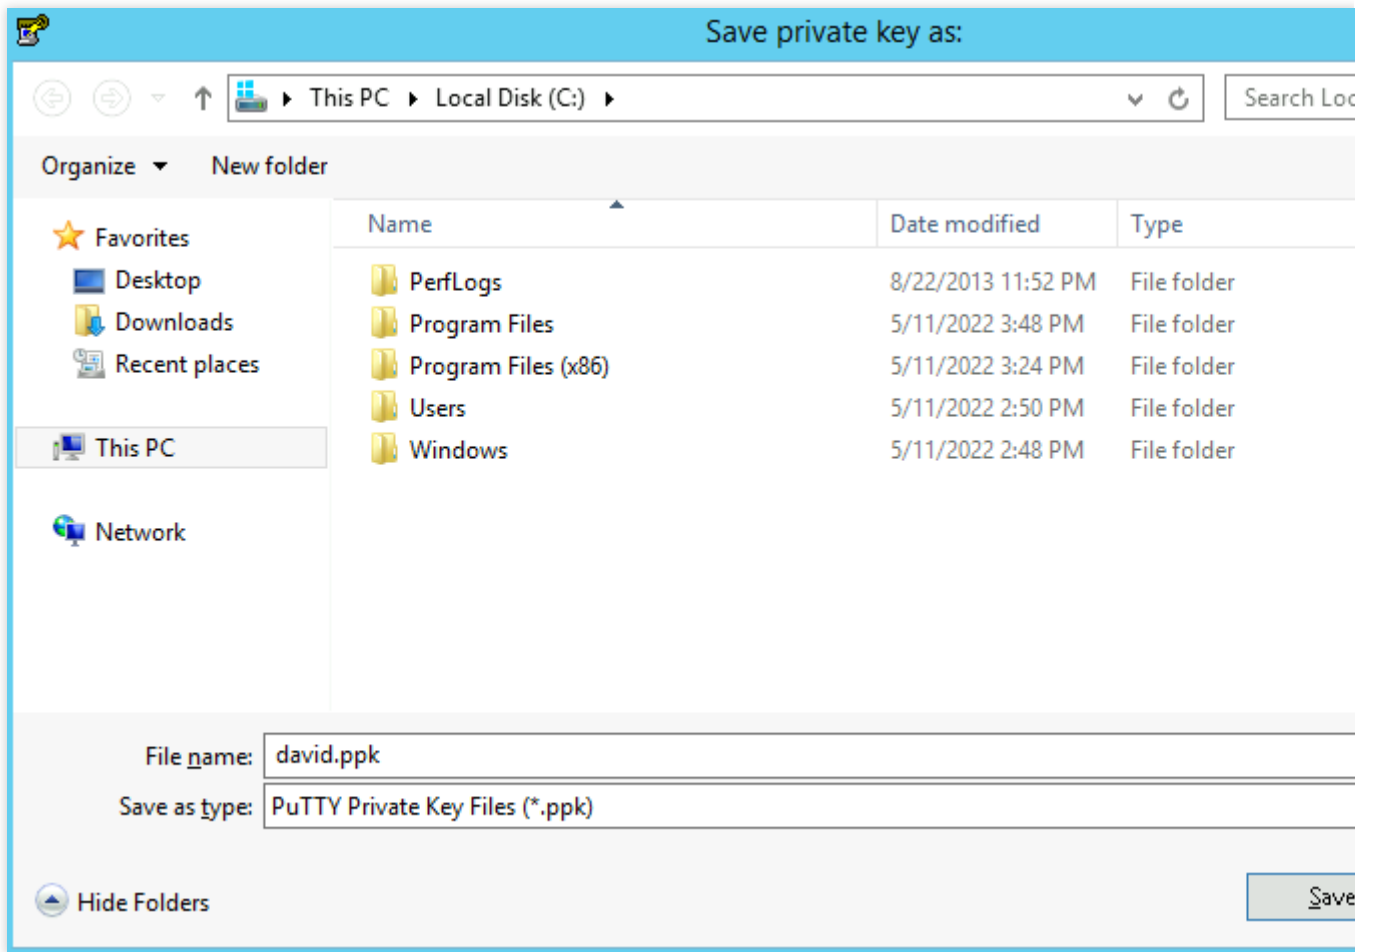 Save private key as:
This PC Local Disk (C:)
Search Loc
Organize New folder
Name Date modified Type
Favorites
Desktop
Downloads
Recent places
This PC
Network
PerfLogs 8/22/2013 11:52 PM File folder
Program Files 5/11/2022 3:48 PM File folder
Program Files (x86) 5/11/2022 3:24 PM File folder
Users 5/11/2022 2:50 PM File folder
Windows 5/11/2022 2:48 PM File folder
File name: david.ppk
Save as type: PuTTY Private Key Files (*.ppk)
Hide Folders
Save